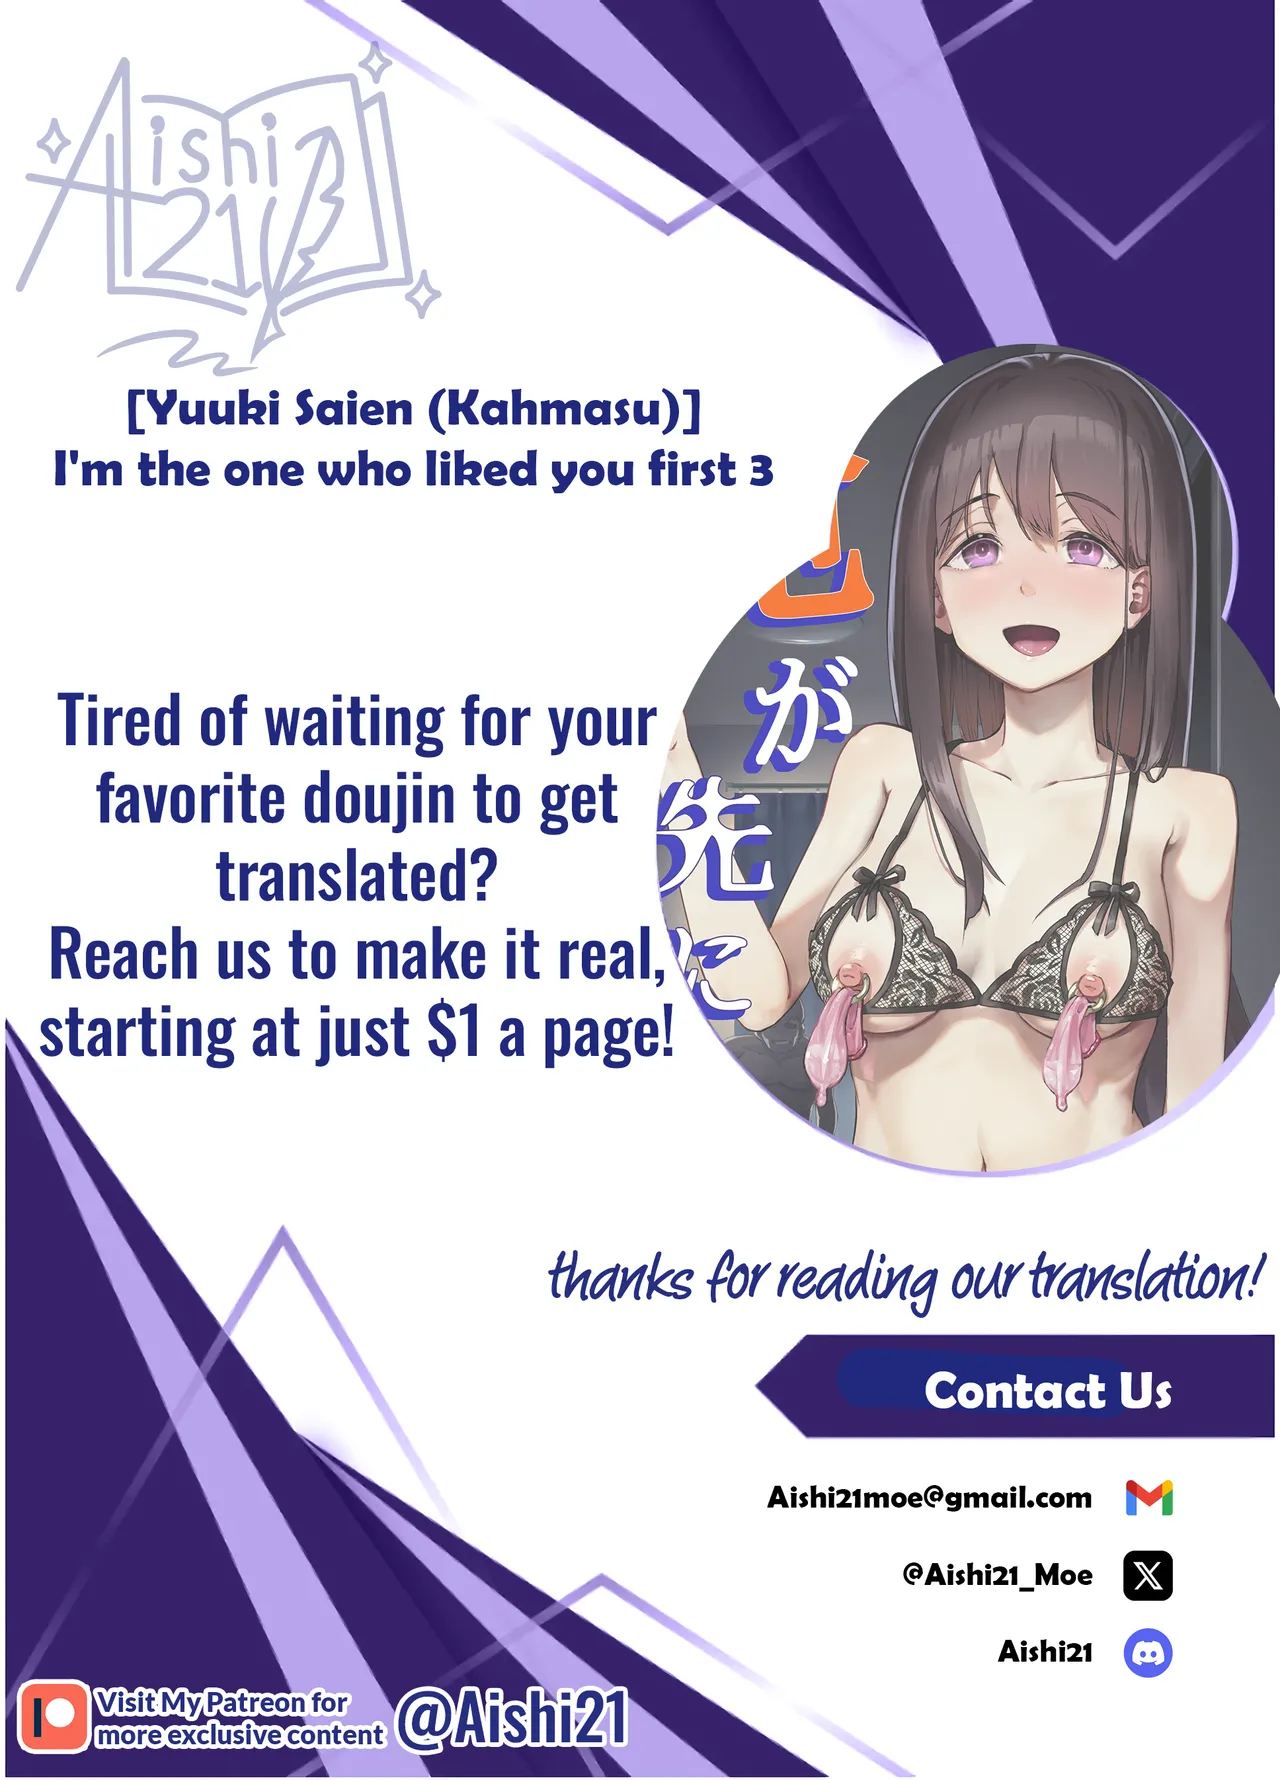 Aishi
21
[Yuuki Saien (Kahmasu)]
I'm the one who liked you first 3
が
先
に
Tired of waiting for your
favorite doujin to get
translated?
Reach us to make it real,
starting at just $1 a page!
thanks for reading our translation!
Contact Us
Aishi21moe@gmail.com
@Aishi21_Moe
Aishi21
Visit My Patreon for
more exclusive content
@Aishi21